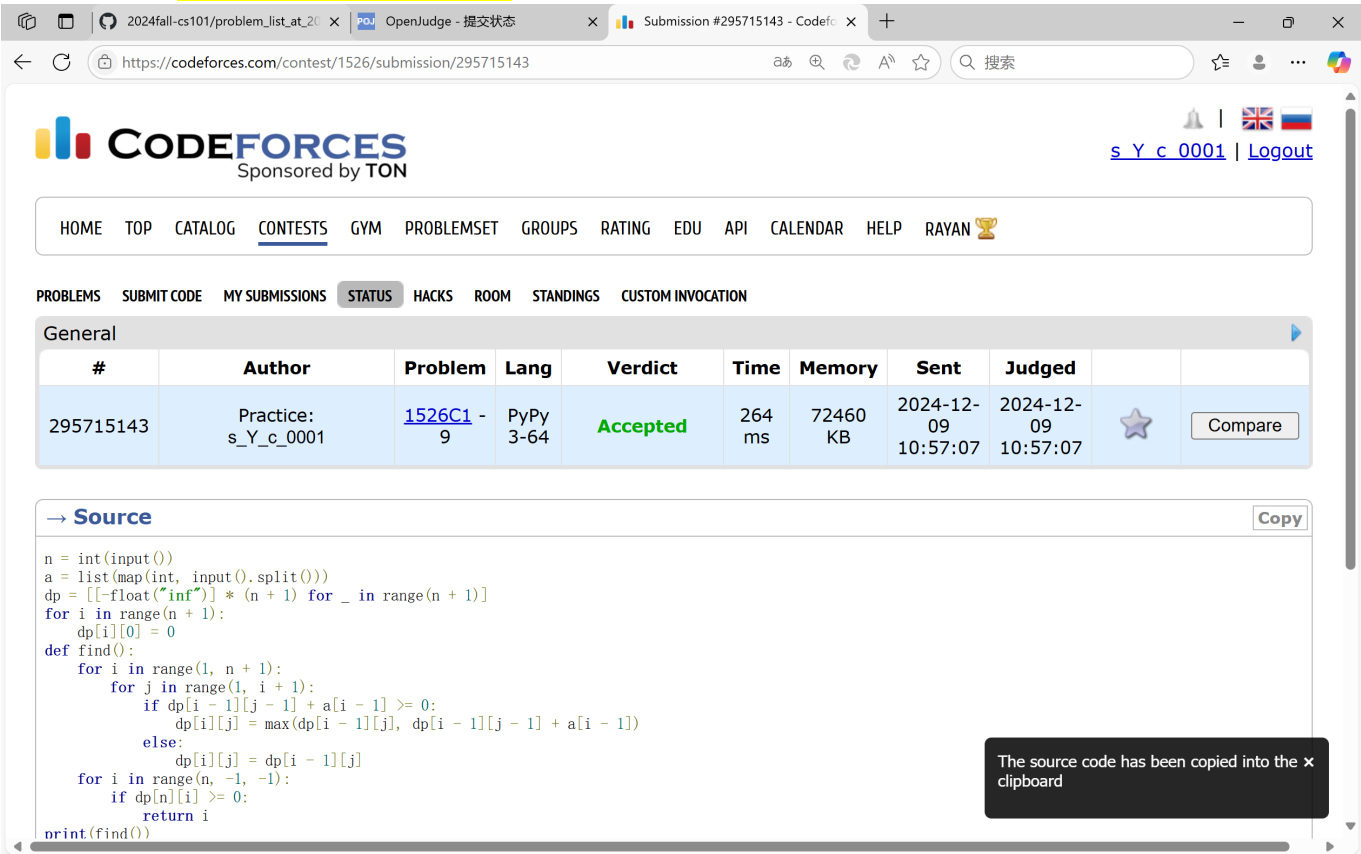 2024fall-cs101/problem_list_at_20
POJ OpenJudge - 提交状态
Submission #295715143 - Codefo
https://codeforces.com/contest/1526/submission/295715143
搜索
CODEFORCES
Sponsored by TON
s_Y_c_0001 | Logout
HOME TOP CATALOG CONTESTS GYM PROBLEMSET GROUPS RATING EDU API CALENDAR HELP RAYAN
PROBLEMS SUBMIT CODE MY SUBMISSIONS STATUS HACKS ROOM STANDINGS CUSTOM INVOCATION
General
# Author Problem Lang Verdict Time Memory Sent Judged
295715143 Practice: s_Y_c_0001 1526C1 - 9 PyPy 3-64 Accepted 264 ms 72460 KB 2024-12-09 10:57:07 2024-12-09 10:57:07 Compare
→ Source
Copy
n = int(input())
a = list(map(int, input().split()))
dp = [[-float("inf")] * (n + 1) for _ in range(n + 1)]
for i in range(n + 1):
    dp[i][0] = 0
def find():
    for i in range(1, n + 1):
        for j in range(1, i + 1):
            if dp[i - 1][j - 1] + a[i - 1] >= 0:
                dp[i][j] = max(dp[i - 1][j], dp[i - 1][j - 1] + a[i - 1])
            else:
                dp[i][j] = dp[i - 1][j]
    for i in range(n, -1, -1):
        if dp[n][i] >= 0:
            return i
print(find())
The source code has been copied into the
clipboard